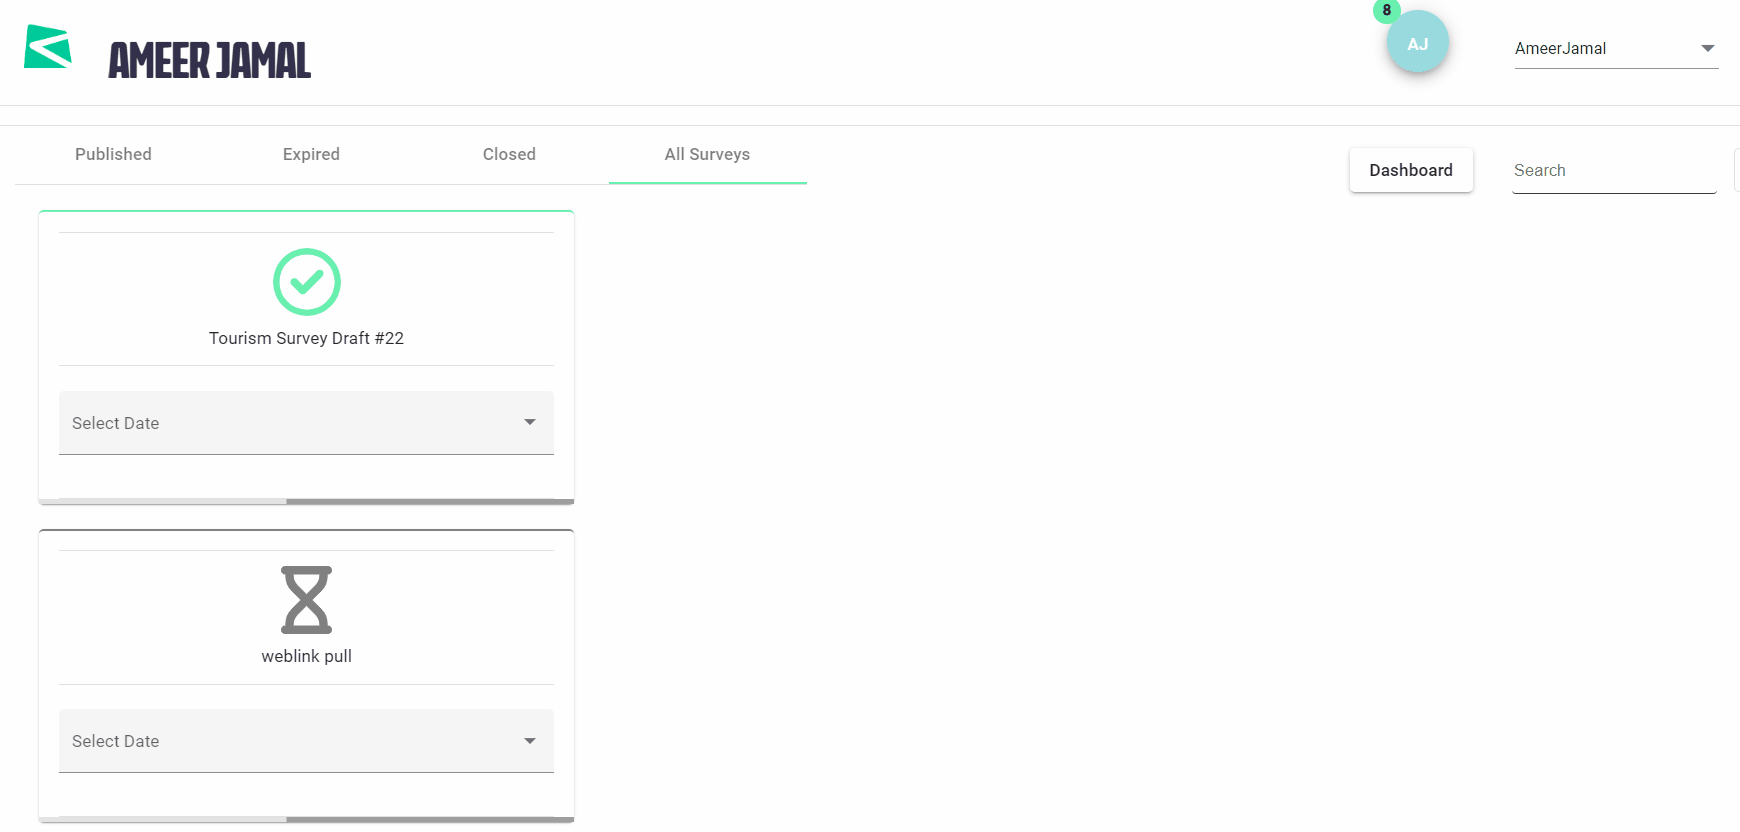 AMEER JAMAL
8
AJ
AmeerJamal
Published
Expired
Closed
All Surveys
Dashboard
Search
Tourism Survey Draft #22
Select Date
weblink pull
Select Date